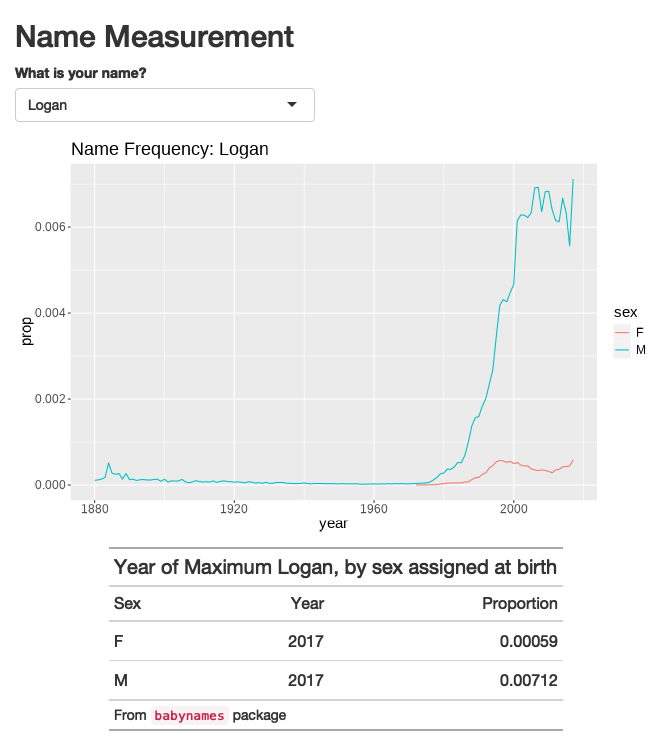 Name Measurement
What is your name?
Logan
Name Frequency: Logan
prop
0.006
0.004
0.002
0.000
1880 1920 1960 2000
year
sex
F
M
Year of Maximum Logan, by sex assigned at birth
Sex Year Proportion
F 2017 0.00059
M 2017 0.00712
From babynames package